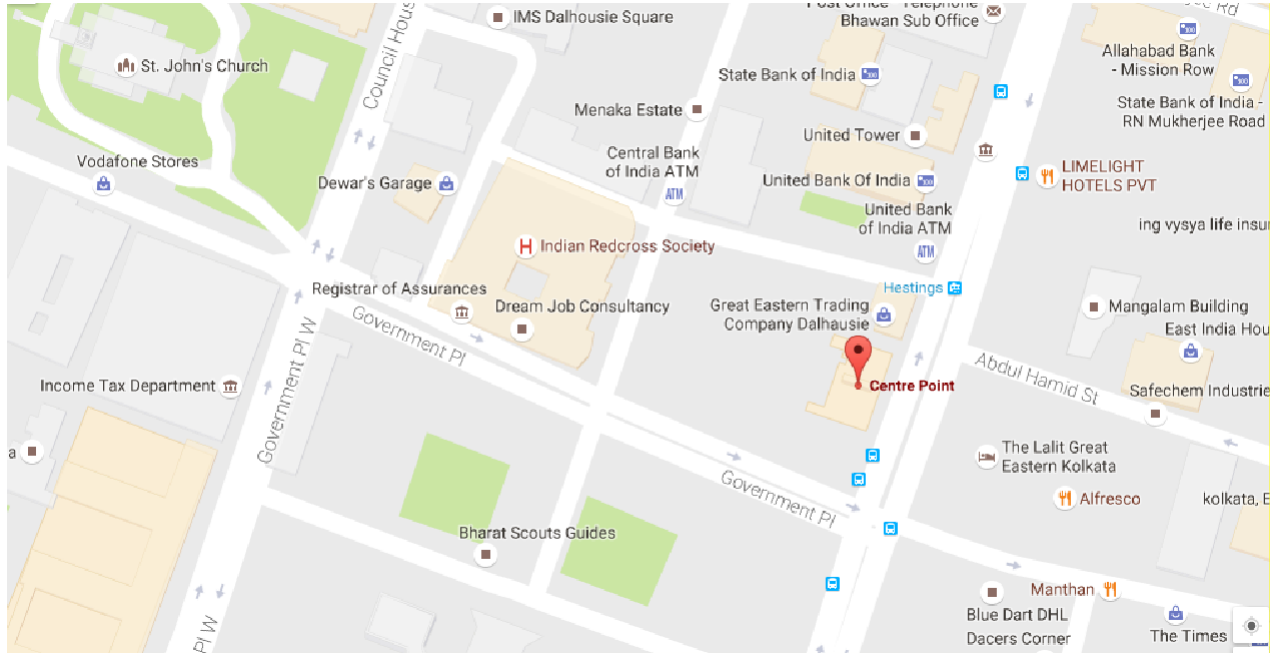 IMS Dalhousie Square
Post Office - Telephone
Bhawan Sub Office
St. John's Church
Council Hous
State Bank of India
Allahabad Bank
- Mission Row
State Bank of India -
RN Mukherjee Road
Menaka Estate
United Tower
Vodafone Stores
Central Bank
of India ATM
ATM
Dewar's Garage
United Bank Of India
LIMELIGHT
HOTELS PVT
United Bank
of India ATM
ATM
ing vysya life insur
H Indian Redcross Society
Hestings
Registrar of Assurances
Dream Job Consultancy
Great Eastern Trading
Company Dalhausie
Mangalam Building
East India Hou
Government Pl
Government Pl W
Abdul Hamid St
Income Tax Department
Centre Point
Safechem Industrie
a
The Lalit Great
Eastern Kolkata
Government Pl
Alfresco
kolkata, E
Bharat Scouts Guides
Manthan
Blue Dart DHL
Dacers Corner
The Times
Pl W